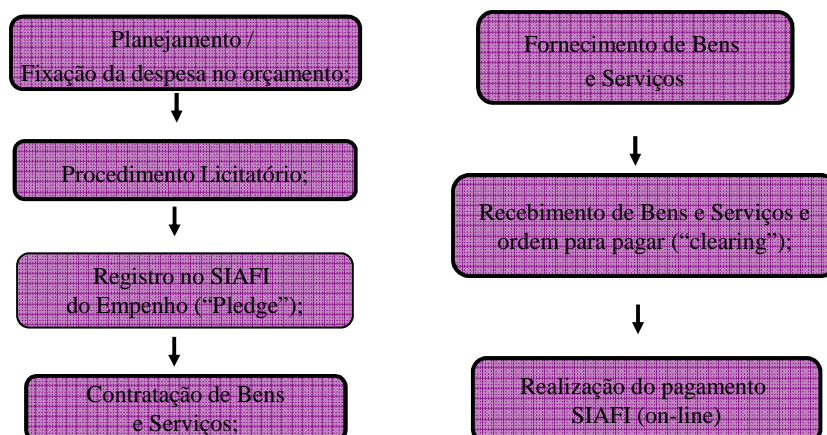 Planejamento /
Fixação da despesa no orçamento;
Procedimento Licitatório;
Registro no SIAFI
do Empenho (“Pledge”);
Contratação de Bens
e Serviços;
Fornecimento de Bens
e Serviços
Recebimento de Bens e Serviços e
ordem para pagar (“clearing”);
Realização do pagamento
SIAFI (on-line)